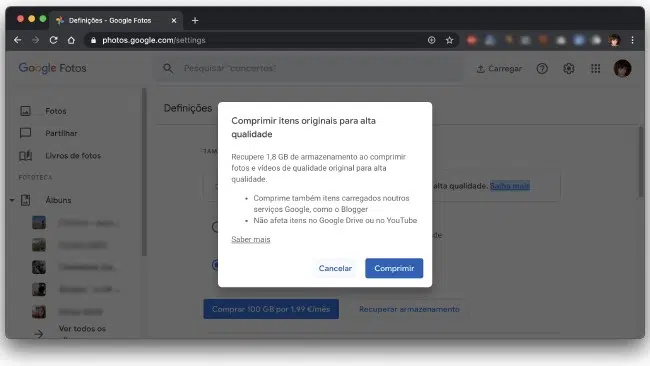 Definições - Google Fotos
photos.google.com/settings
Google Fotos
Pesquisar "concertos"
Carregar
Fotos
Partilhar
Livros de fotos
FOTOTECA
Álbuns
Ver todos os
Definições
TAM
alta qualidade. Saiba mais
Comprimir itens originais para alta
qualidade
Recupere 1,8 GB de armazenamento ao comprimir
fotos e vídeos de qualidade original para alta
qualidade.
• Comprime também itens carregados noutros
serviços Google, como o Blogger
• Não afeta itens no Google Drive ou no YouTube
Saber mais
Cancelar
Comprimir
Comprar 100 GB por 1,99 €/mês
Recuperar armazenamento